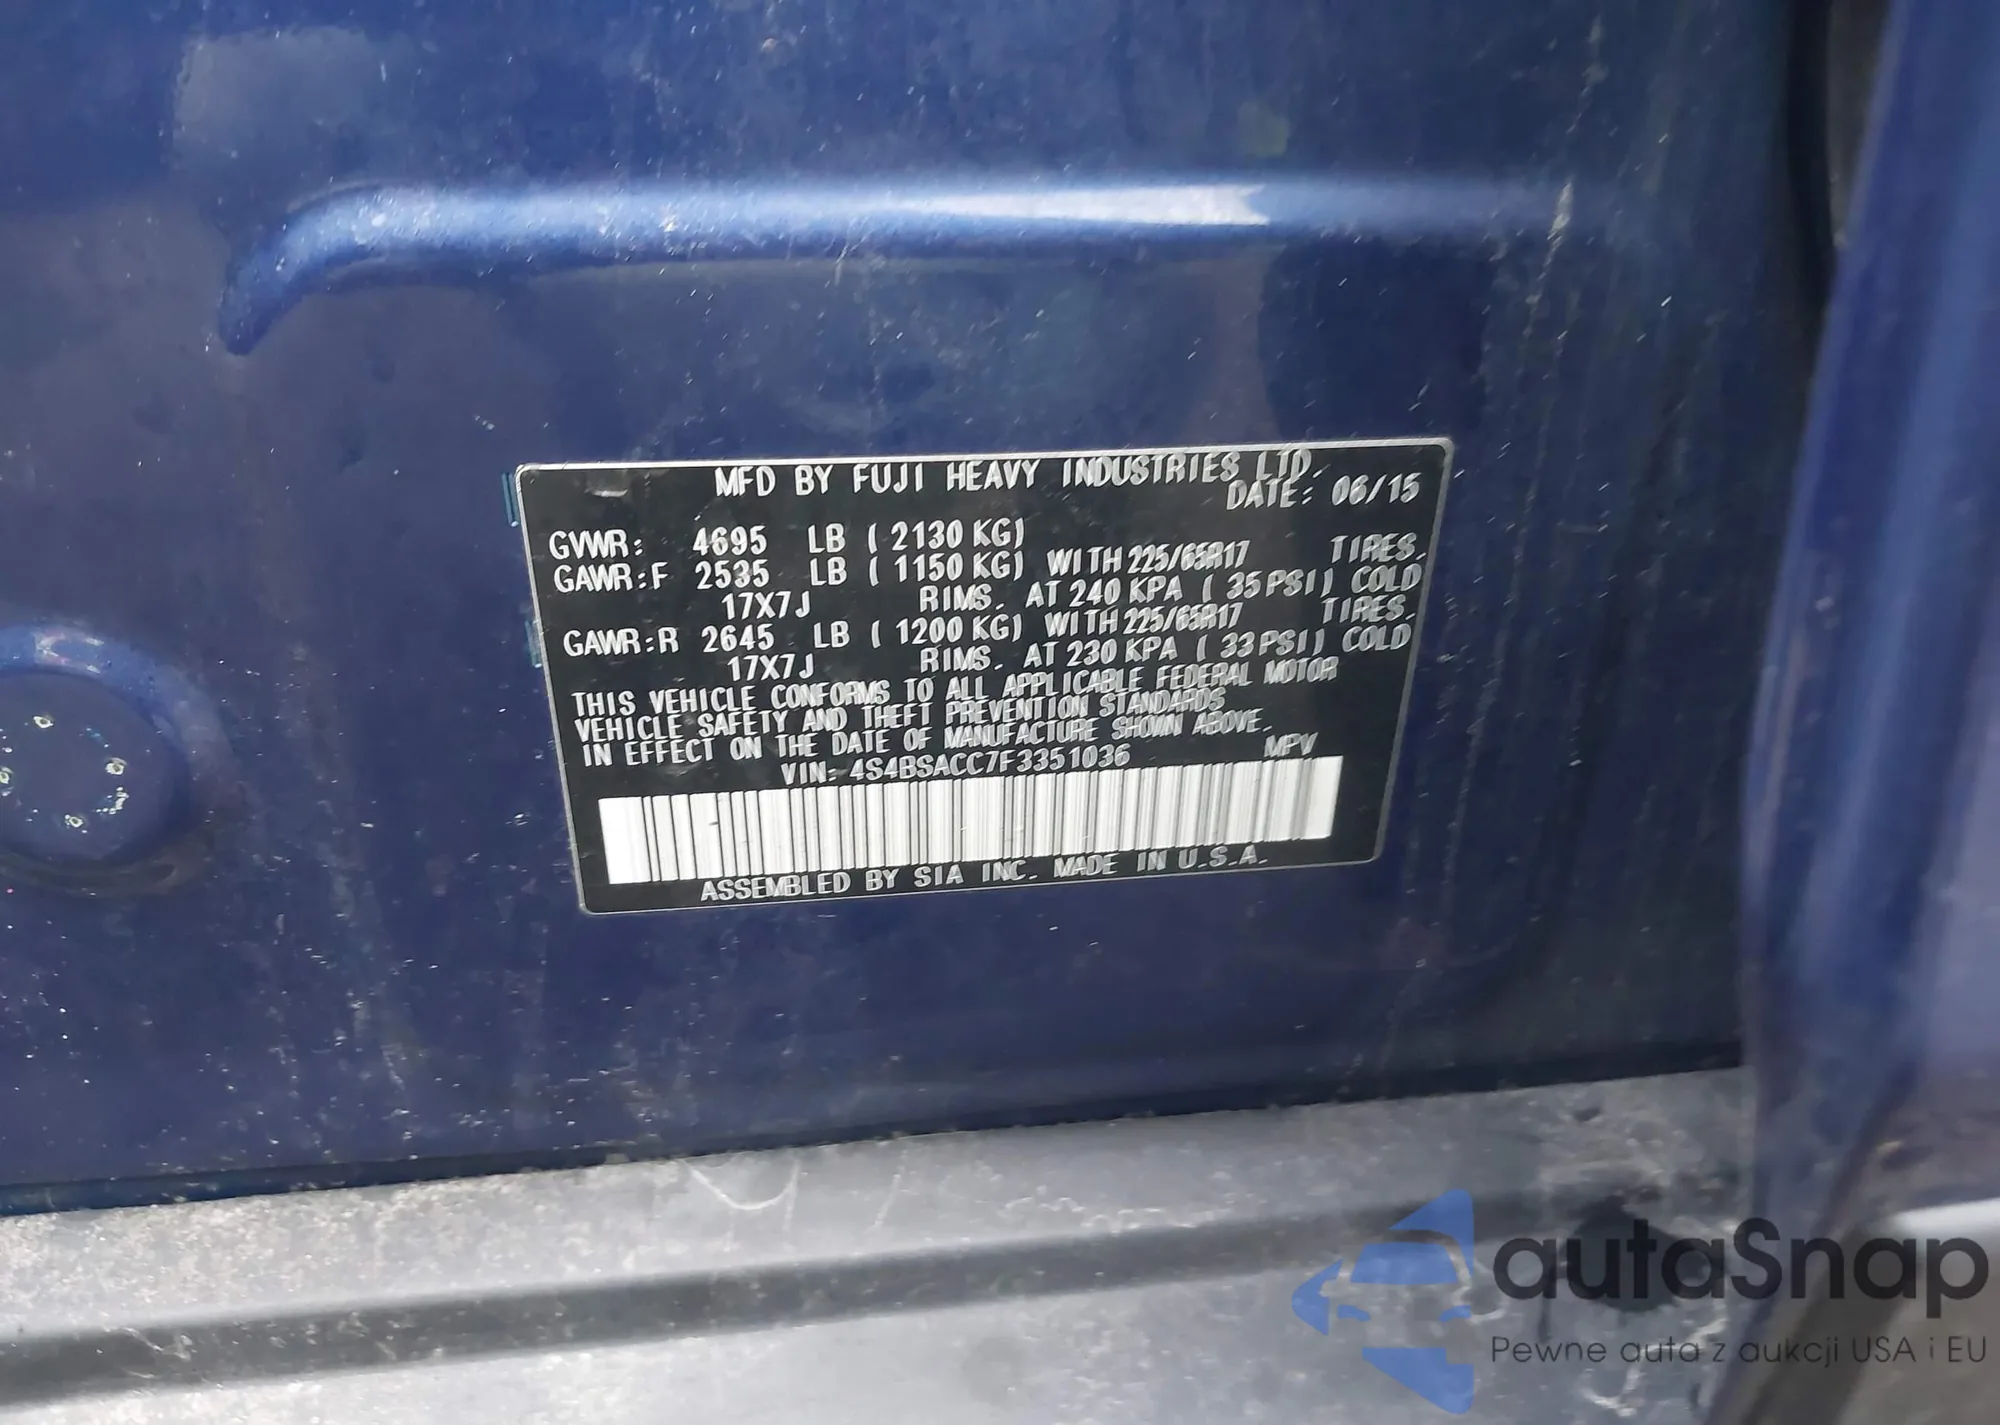 MFD BY FUJI HEAVY INDUSTRIES LTD.
DATE: 06/15
GVWR: 4695 LB ( 2130 KG)
GAWR:F 2535 LB ( 1150 KG) WITH 225/65R17 TIRES.
17X7J RIMS. AT 240 KPA ( 35 PSI) COLD
GAWR:R 2645 LB ( 1200 KG) WITH 225/65R17 TIRES.
17X7J RIMS. AT 230 KPA ( 33 PSI) COLD
THIS VEHICLE CONFORMS TO ALL APPLICABLE FEDERAL MOTOR
VEHICLE SAFETY AND THEFT PREVENTION STANDARDS
IN EFFECT ON THE DATE OF MANUFACTURE SHOWN ABOVE.
VIN: 4S4BSACC7F3351036 MPV
ASSEMBLED BY SIA INC. MADE IN U.S.A.
autaSnap
Pewne auta z aukcji USA i EU